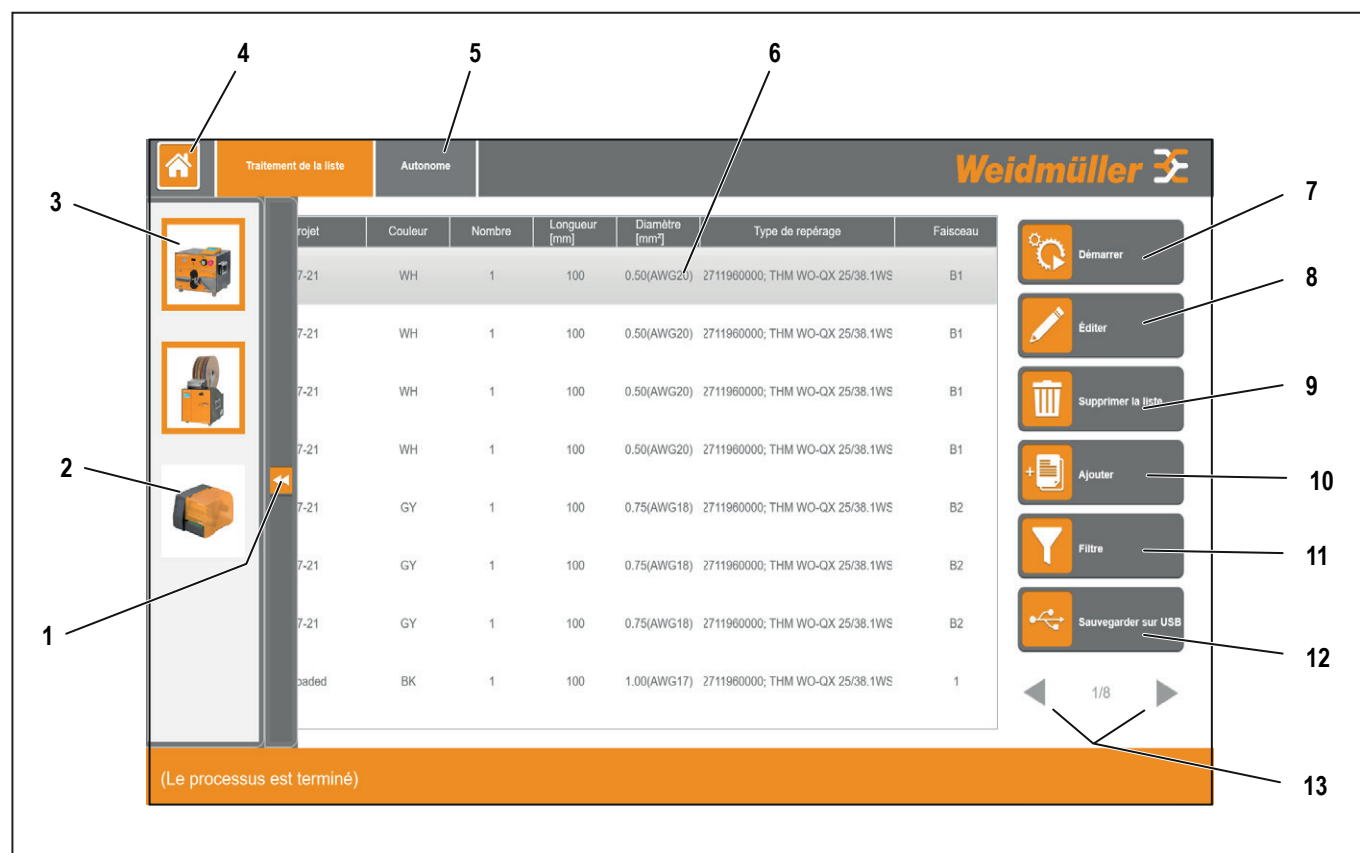 4 5 6
Traitement de la liste Autonome Weidmüller
3 7
rojet Couleur Nombre Longueur [mm] Diamètre [mm²] Type de repérage Faisceau
7-21 WH 1 100 0.50(AWG20) 2711960000; THM WO-QX 25/38.1WS B1
Démarrer
8
7-21 WH 1 100 0.50(AWG20) 2711960000; THM WO-QX 25/38.1WS B1
Éditer
7-21 WH 1 100 0.50(AWG20) 2711960000; THM WO-QX 25/38.1WS B1
Supprimer la liste
9
7-21 WH 1 100 0.50(AWG20) 2711960000; THM WO-QX 25/38.1WS B1
2
Ajouter
10
7-21 GY 1 100 0.75(AWG18) 2711960000; THM WO-QX 25/38.1WS B2
Filtre
11
7-21 GY 1 100 0.75(AWG18) 2711960000; THM WO-QX 25/38.1WS B2
7-21 GY 1 100 0.75(AWG18) 2711960000; THM WO-QX 25/38.1WS B2
Sauvegarder sur USB
1
12
oaded BK 1 100 1.00(AWG17) 2711960000; THM WO-QX 25/38.1WS 1
1/8
(Le processus est terminé)
13